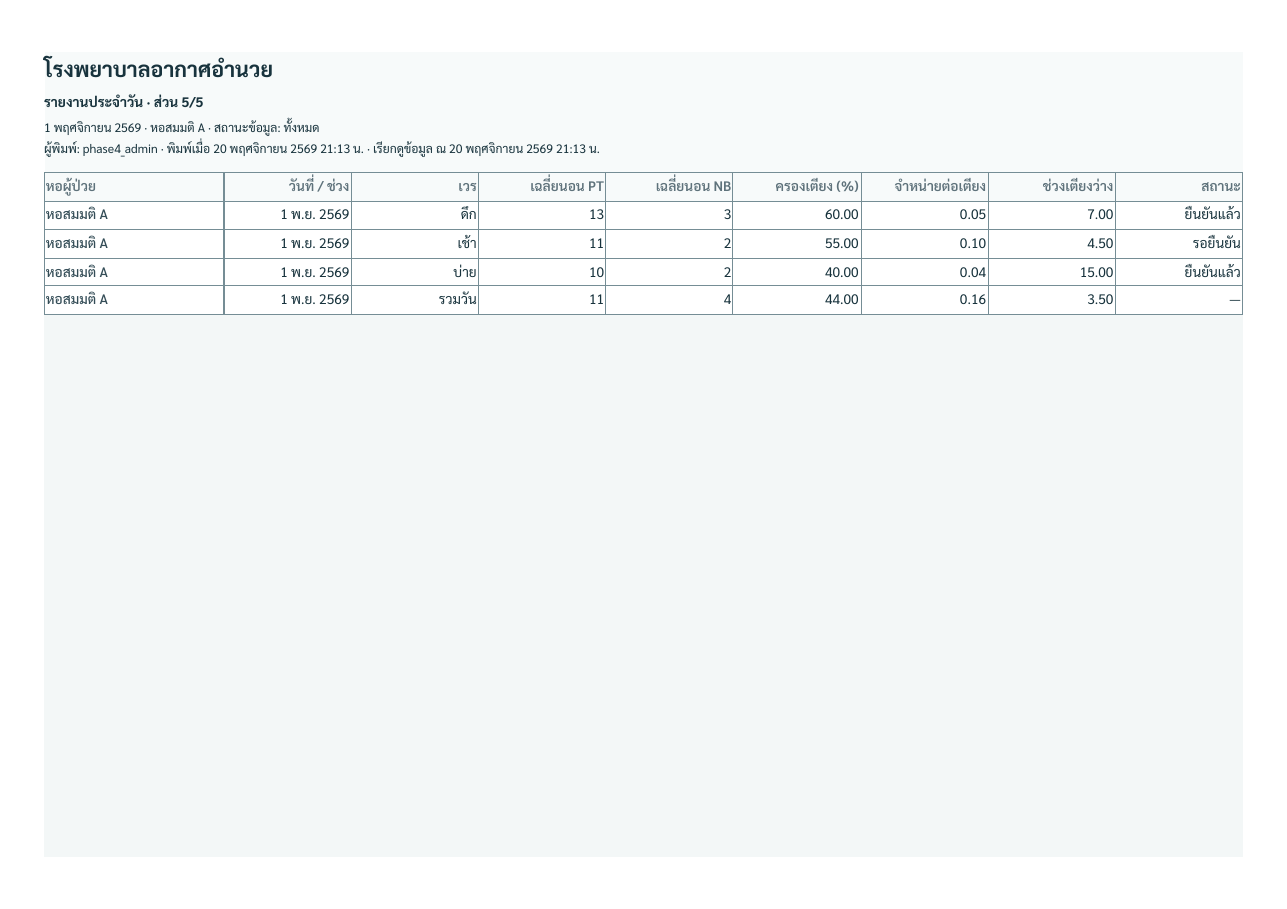 โรงพยาบาลอากาศอำนวย
รายงานประจำวัน · ส่วน 5/5
1 พฤศจิกายน 2569 · หอสมมติ A · สถานะข้อมูล: ทั้งหมด
ผู้พิมพ์: phase4_admin · พิมพ์เมื่อ 20 พฤศจิกายน 2569 21:13 น. · เรียกดูข้อมูล ณ 20 พฤศจิกายน 2569 21:13 น.
หอผู้ป่วย วันที่ / ช่วง เวร เฉลี่ยนอน PT เฉลี่ยนอน NB ครองเตียง (%) จำหน่ายต่อเตียง ช่วงเตียงว่าง สถานะ
หอสมมติ A 1 พ.ย. 2569 ดึก 13 3 60.00 0.05 7.00 ยืนยันแล้ว
หอสมมติ A 1 พ.ย. 2569 เช้า 11 2 55.00 0.10 4.50 รอยืนยัน
หอสมมติ A 1 พ.ย. 2569 บ่าย 10 2 40.00 0.04 15.00 ยืนยันแล้ว
หอสมมติ A 1 พ.ย. 2569 รวมวัน 11 4 44.00 0.16 3.50 —